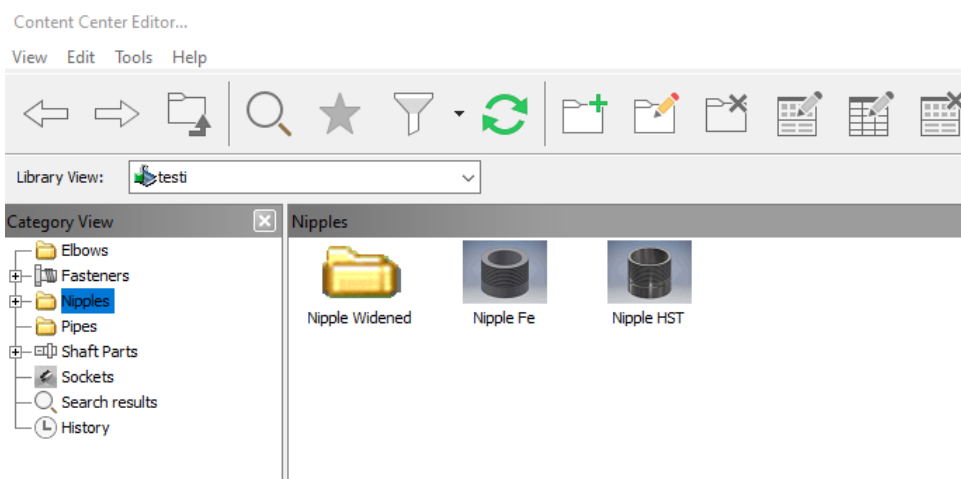 Content Center Editor...
View Edit Tools Help
Library View: testi
Category View
Nipples
Elbows
Fasteners
Nipples
Pipes
Shaft Parts
Sockets
Search results
History
Nipple Widened Nipple Fe Nipple HST